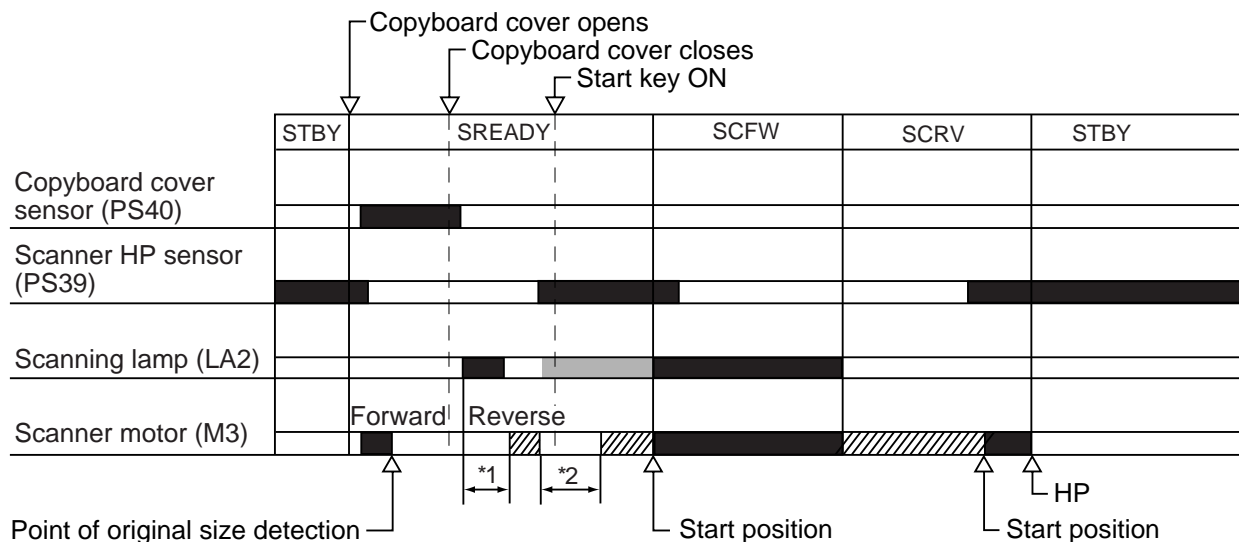 Copyboard cover opens
Copyboard cover closes
Start key ON
STBY SREADY SCFW SCRV STBY
Copyboard cover
sensor (PS40)
Scanner HP sensor
(PS39)
Scanning lamp (LA2)
Forward Reverse
Scanner motor (M3)
*1 *2
HP
Point of original size detection Start position Start position